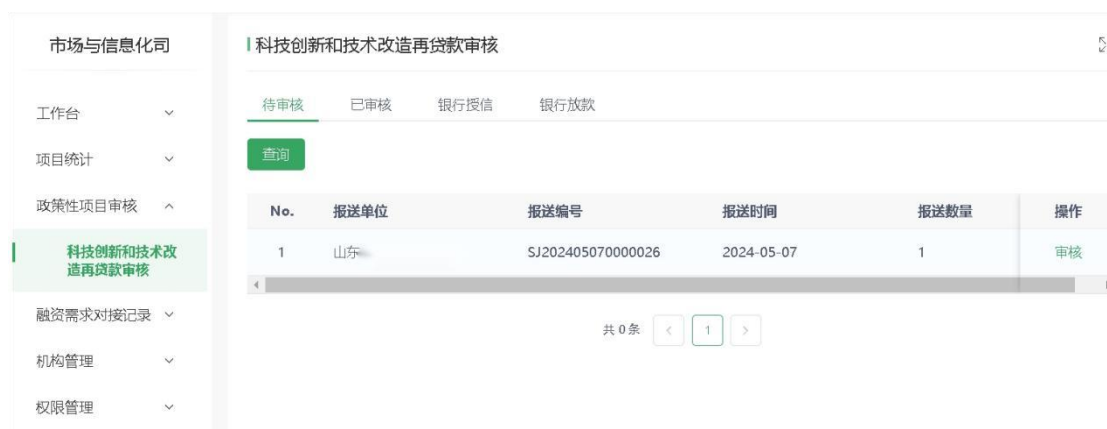 市场与信息化司
工作台
项目统计
政策性项目审核
科技创新和技术改
造再贷款审核
融资需求对接记录
机构管理
权限管理
科技创新和技术改造再贷款审核
待审核 已审核 银行授信 银行放款
查询
No. 报送单位 报送编号 报送时间 报送数量 操作
1 山东 SJ202405070000026 2024-05-07 1 审核
共 0 条 < 1 >